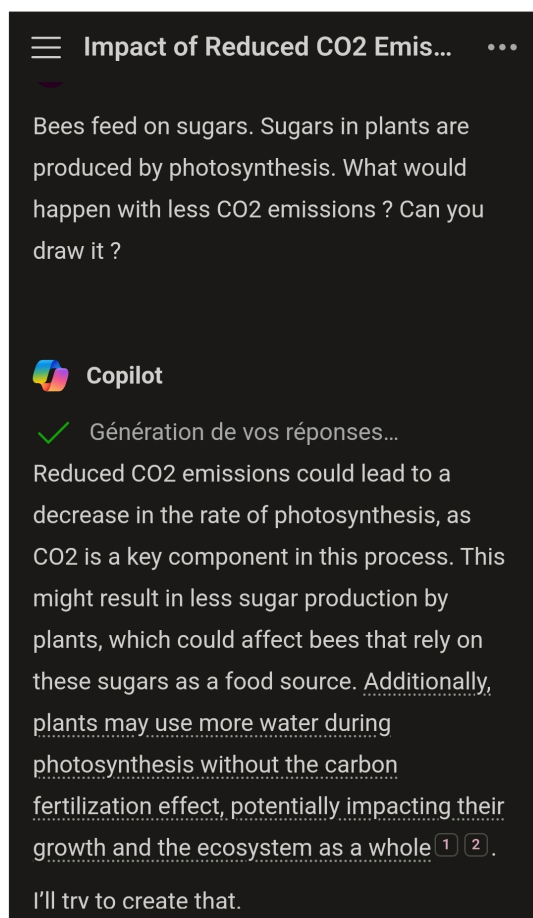 Impact of Reduced CO2 Emis...
Bees feed on sugars. Sugars in plants are
produced by photosynthesis. What would
happen with less CO2 emissions ? Can you
draw it ?
Copilot
Génération de vos réponses...
Reduced CO2 emissions could lead to a
decrease in the rate of photosynthesis, as
CO2 is a key component in this process. This
might result in less sugar production by
plants, which could affect bees that rely on
these sugars as a food source. Additionally,
plants may use more water during
photosynthesis without the carbon
fertilization effect, potentially impacting their
growth and the ecosystem as a whole 1 2 .
I'll try to create that.